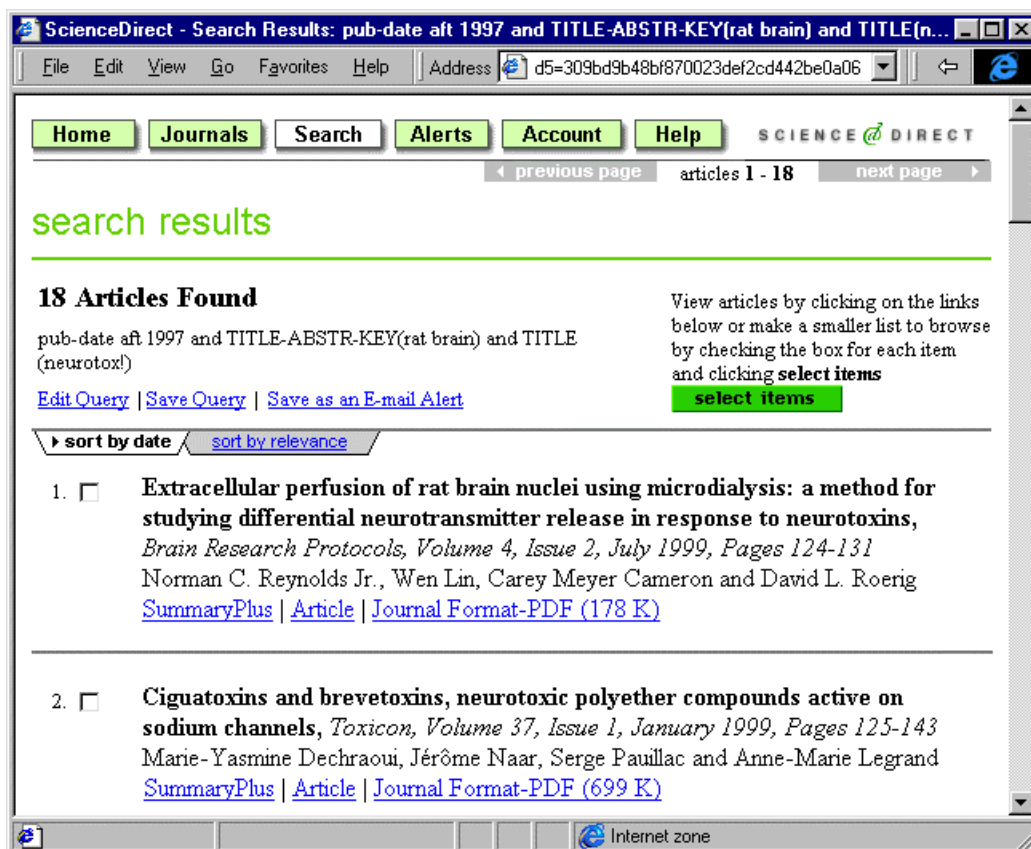 ScienceDirect - Search Results: pub-date aft 1997 and TITLE-ABSTR-KEY(rat brain) and TITLE(n...
File Edit View Go Favorites Help Address d5=309bd9b48bf870023def2cd442be0a06
Home Journals Search Alerts Account Help SCIENCE @ DIRECT
previous page articles 1 - 18 next page
search results
18 Articles Found
pub-date aft 1997 and TITLE-ABSTR-KEY(rat brain) and TITLE
(neurotox!)
Edit Query | Save Query | Save as an E-mail Alert
View articles by clicking on the links
below or make a smaller list to browse
by checking the box for each item
and clicking select items
select items
sort by date sort by relevance
1. Extracellular perfusion of rat brain nuclei using microdialysis: a method for
studying differential neurotransmitter release in response to neurotoxins,
Brain Research Protocols, Volume 4, Issue 2, July 1999, Pages 124-131
Norman C. Reynolds Jr., Wen Lin, Carey Meyer Cameron and David L. Roerig
SummaryPlus | Article | Journal Format-PDF (178 K)
2. Ciguatoxins and brevetoxins, neurotoxic polyether compounds active on
sodium channels, Toxicon, Volume 37, Issue 1, January 1999, Pages 125-143
Marie-Yasmine Dechraoui, Jérôme Naar, Serge Pauillac and Anne-Marie Legrand
SummaryPlus | Article | Journal Format-PDF (699 K)
Internet zone